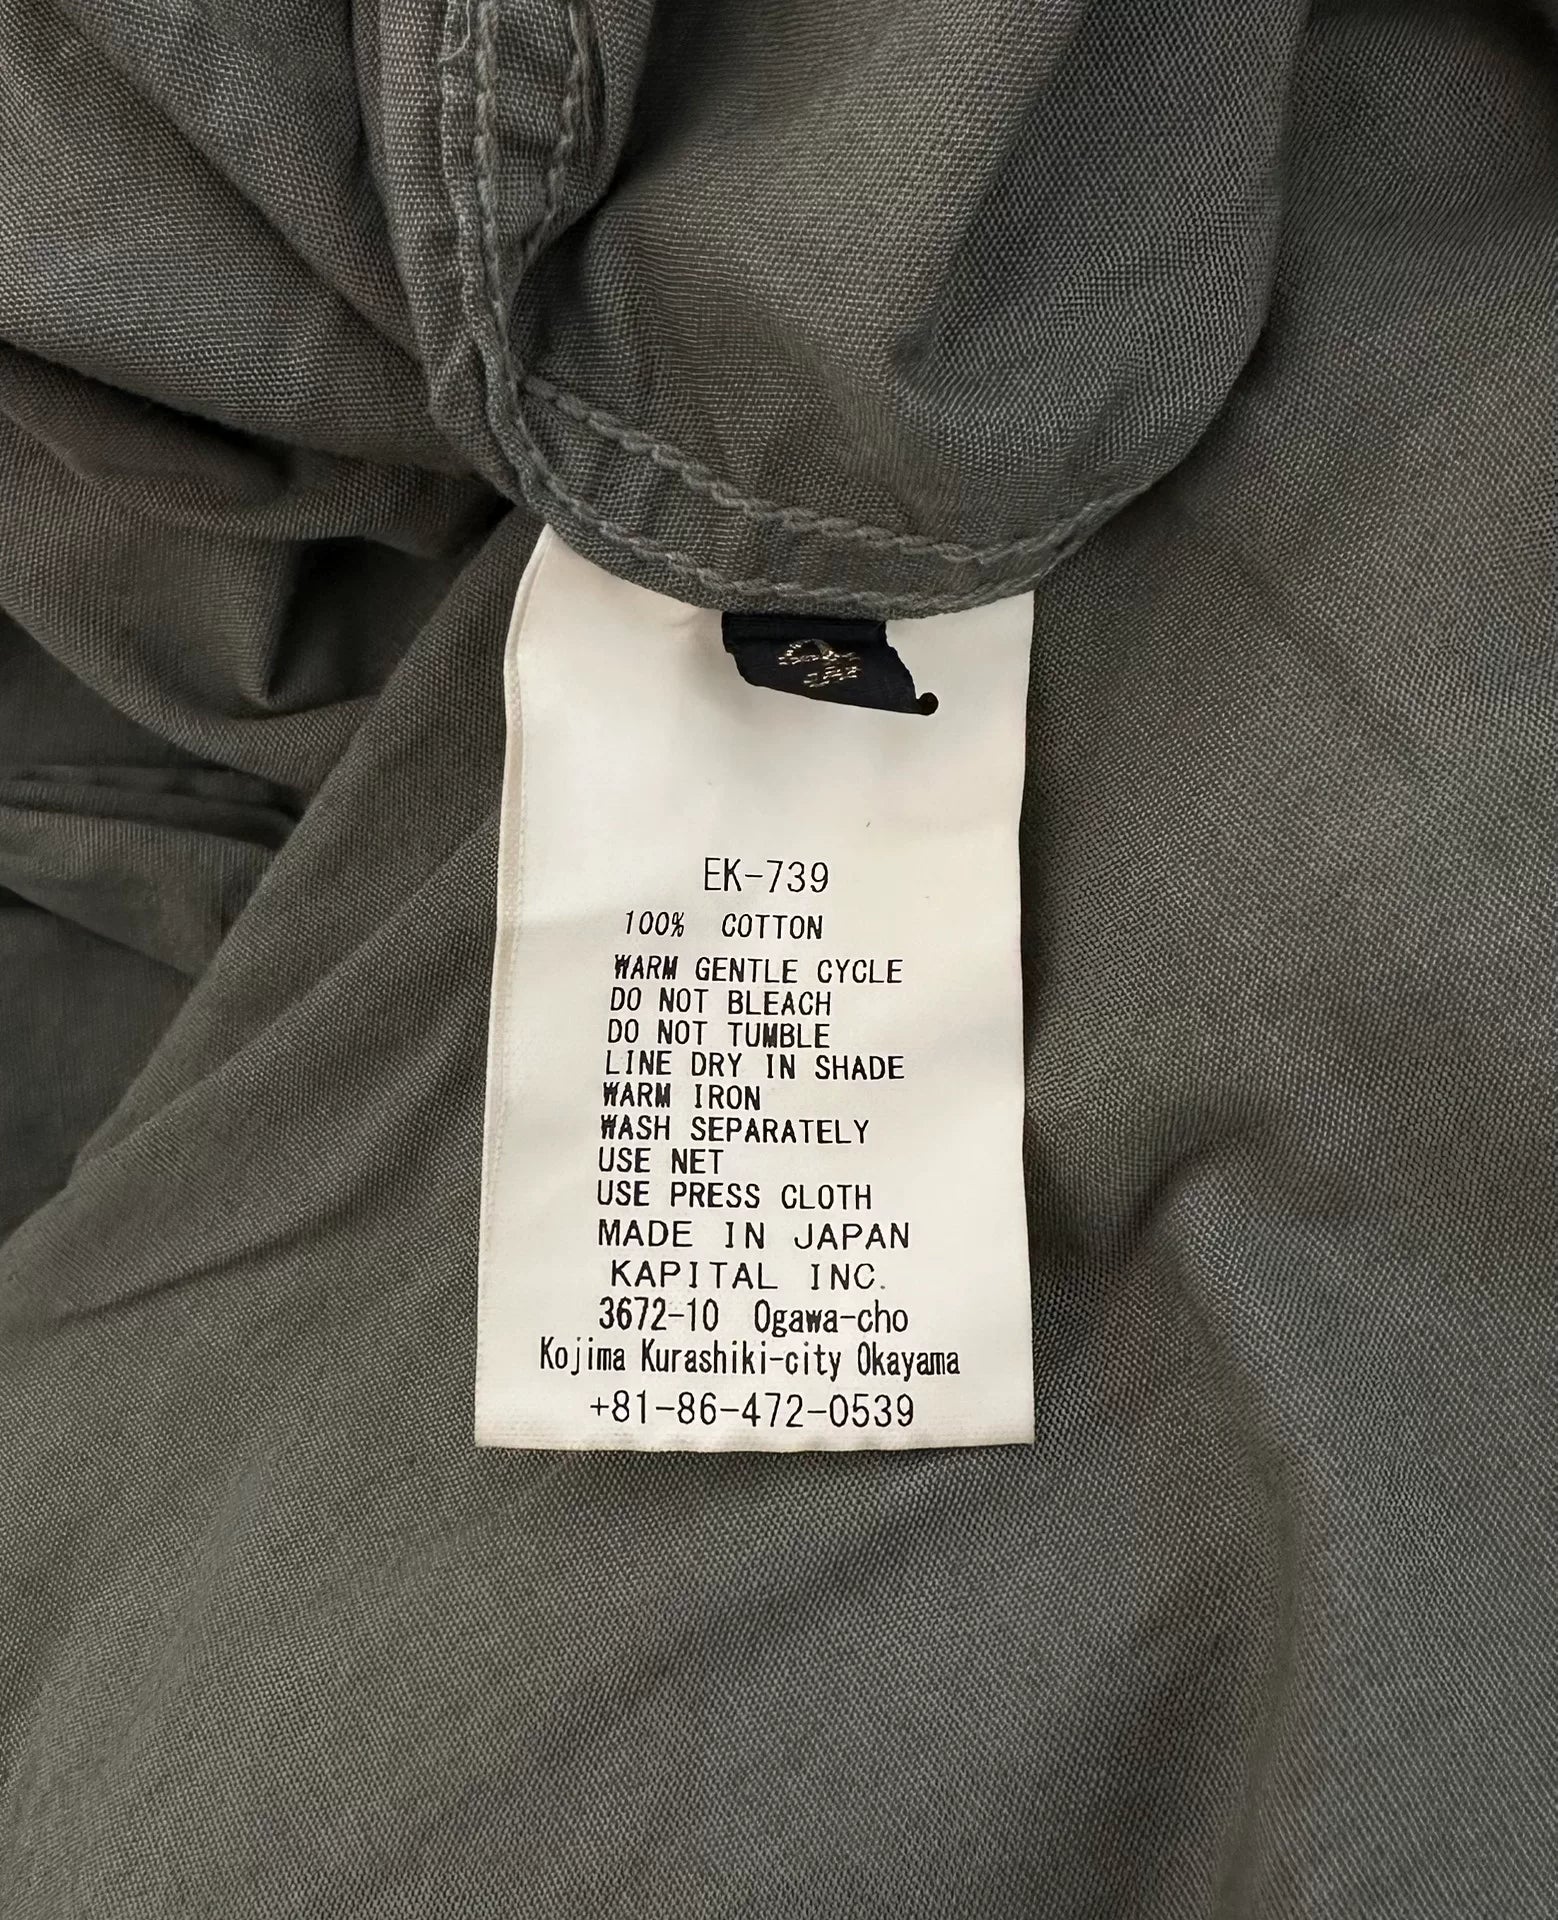 EK-739
100% COTTON
WARM GENTLE CYCLE
DO NOT BLEACH
DO NOT TUMBLE
LINE DRY IN SHADE
WARM IRON
WASH SEPARATELY
USE NET
USE PRESS CLOTH
MADE IN JAPAN
KAPITAL INC.
3672-10 Ogawa-cho
Kojima Kurashiki-city Okayama
+81-86-472-0539